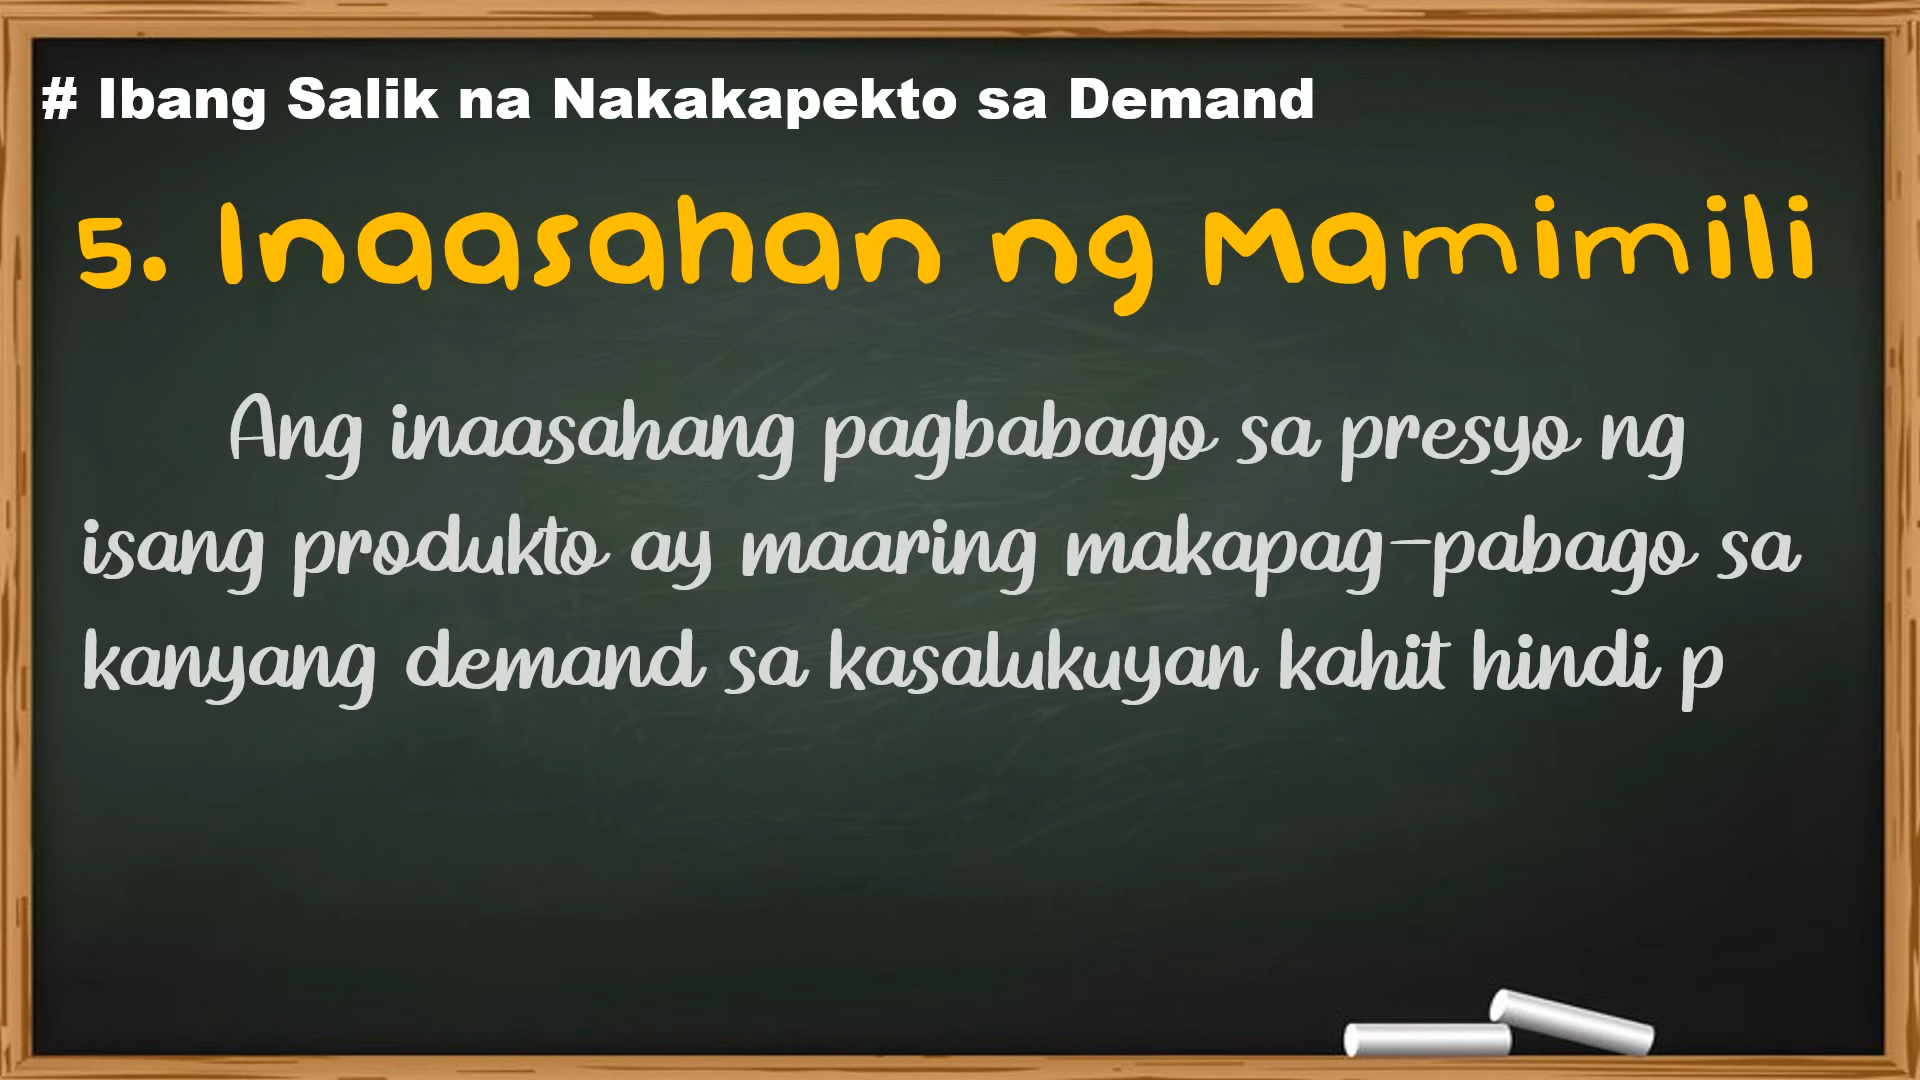 # Ibang Salik na Nakakapekto sa Demand
5. Inaasahan ng Mamimili
Ang inaasahang pagbabago sa presyo ng
isang produkto ay maaring makapag-pabago sa
kanyang demand sa kasalukuyan kahit hindi p